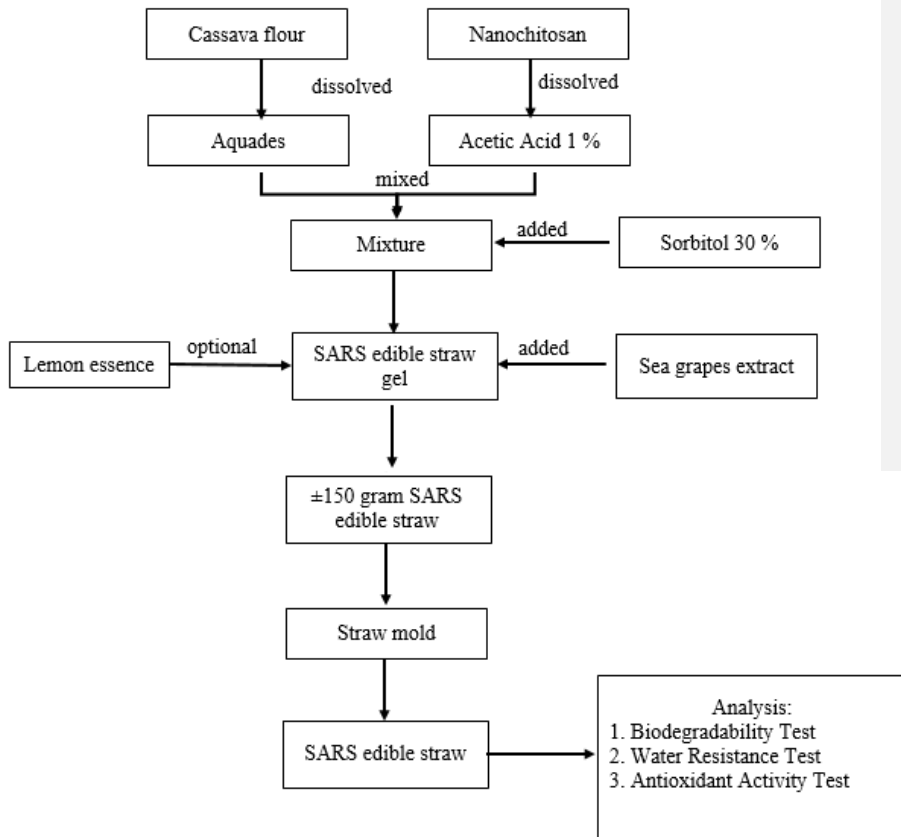 Cassava flour
Nanochitosan
dissolved
dissolved
Aquades
Acetic Acid 1 %
mixed
Mixture
added
Sorbitol 30 %
Lemon essence
optional
SARS edible straw
gel
added
Sea grapes extract
±150 gram SARS
edible straw
Straw mold
SARS edible straw
Analysis:
1. Biodegradability Test
2. Water Resistance Test
3. Antioxidant Activity Test